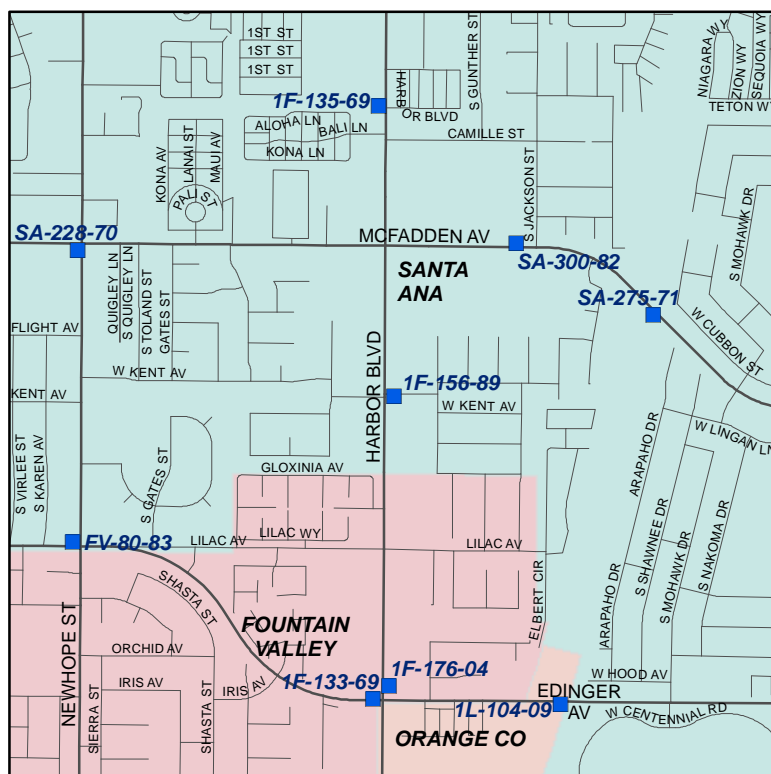 1ST ST
1ST ST
1ST ST
S GUNTHER ST
NIAGARA WY
ZION WY
SEQUOIA WY
TETON WY
1F-135-69
HARBOR BLVD
CAMILLE ST
ALOHA LN
BALI LN
KONA LN
KONA AV
LANAI ST
MAUI AV
PALI ST
S JACKSON ST
S MOHAWK DR
SA-228-70
MCFADDEN AV
SA-300-82
SANTA
ANA
SA-275-71
QUIGLEY LN
S QUIGLEY LN
S TOLAND ST
GATES ST
FLIGHT AV
W CUBBON ST
W KENT AV
1F-156-89
KENT AV
W KENT AV
HARBOR BLVD
W LINGAN LN
S VIRLEE ST
S KAREN AV
S GATES ST
GLOXINIA AV
ARAPAHO DR
S SHAWNEE DR
S MOHAWK DR
S NAKOMA DR
LILAC WY
FV-80-83
LILAC AV
LILAC AV
ELBERT CIR
ARAPAHO DR
SHASTA ST
FOUNTAIN
VALLEY
ORCHID AV
NEWHOPE ST
SIERRA ST
IRIS AV
SHASTA ST
IRIS AV
1F-133-69
1F-176-04
W HOOD AV
EDINGER
AV
1L-104-09
W CENTENNIAL RD
ORANGE CO